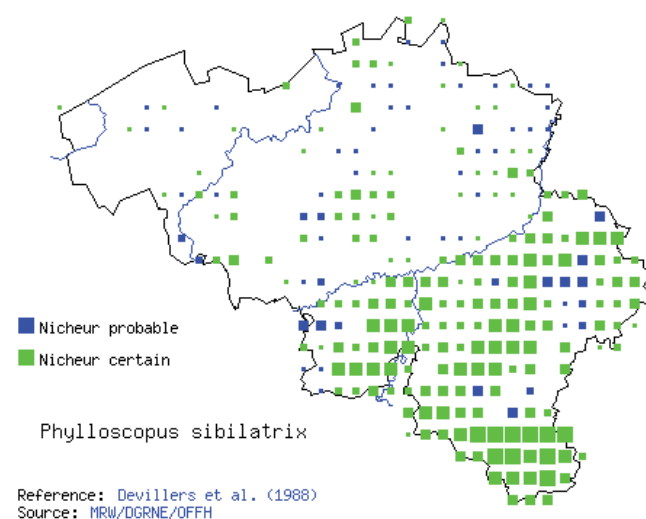 Nicheur probable
Nicheur certain
Phylloscopus sibilatrix
Reference: Devillers et al. (1988)
Source: MRW/DGRNE/OFFH